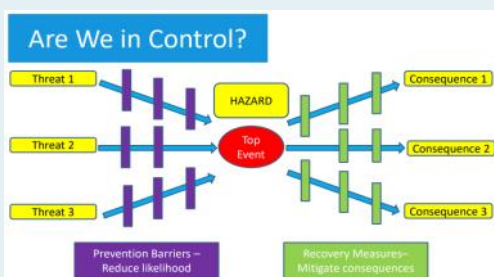 Are We in Control?
Threat 1
HAZARD
Consequence 1
Threat 2
Top
Event
Consequence 2
Threat 3
Consequence 3
Prevention Barriers –
Reduce likelihood
Recovery Measures–
Mitigate consequences